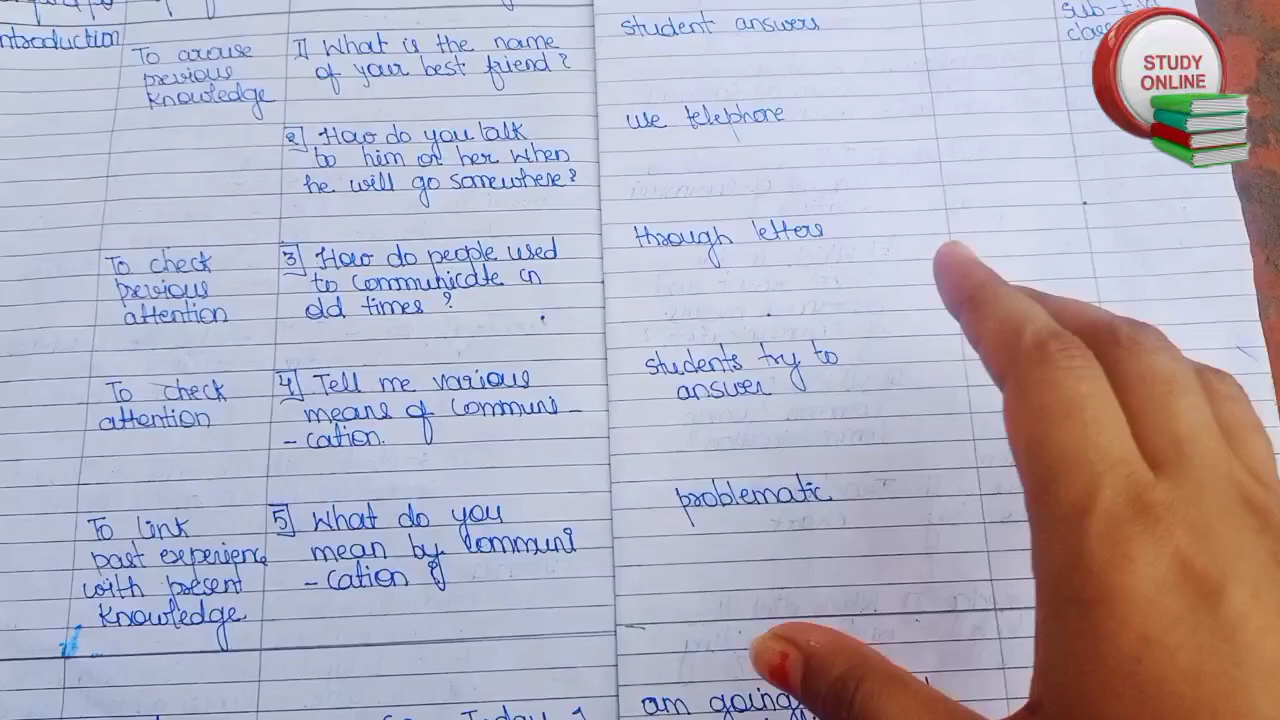 ntroduction
To arouse
previous
knowledge
1] What is the name
of your best friend?
student answers
sub-
2] How do you talk
to him or her when
he will go somewhere?
we telephone
To check
previous
attention
3] How do people used
to communicate in
old times ?
through letters
To check
attention
4] Tell me various
means of communi -
- cation.
students try to
answer
To link
past experienc
with present
knowledge
5] What do you
mean by communi
- cation
problematic
Today
am going
STUDY
ONLINE